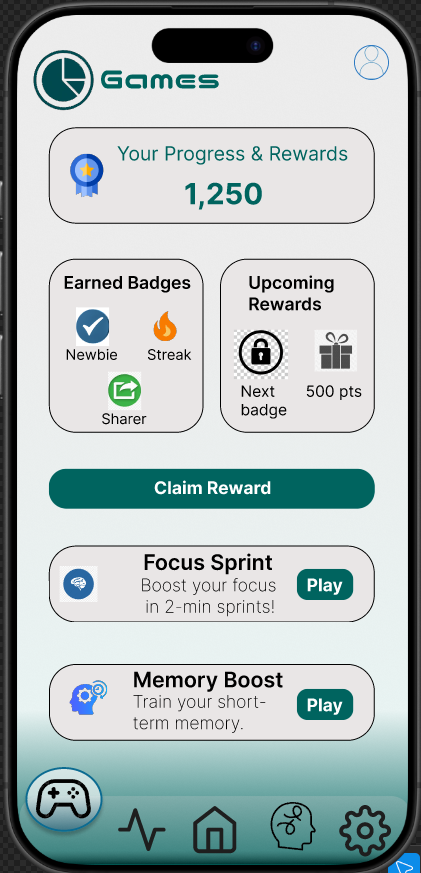 Games
Your Progress & Rewards
1,250
Earned Badges
Newbie
Streak
Sharer
Upcoming
Rewards
Next
badge
500 pts
Claim Reward
Focus Sprint
Boost your focus
in 2-min sprints!
Play
Memory Boost
Train your short-
term memory.
Play